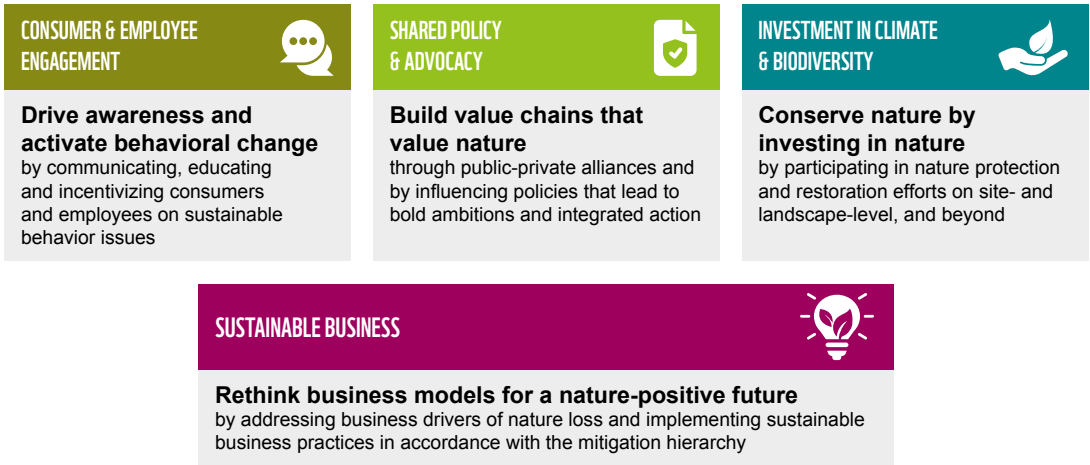 CONSUMER & EMPLOYEE
ENGAGEMENT
Drive awareness and
activate behavioral change
by communicating, educating
and incentivizing consumers
and employees on sustainable
behavior issues
SHARED POLICY
& ADVOCACY
Build value chains that
value nature
through public-private alliances and
by influencing policies that lead to
bold ambitions and integrated action
INVESTMENT IN CLIMATE
& BIODIVERSITY
Conserve nature by
investing in nature
by participating in nature protection
and restoration efforts on site- and
landscape-level, and beyond
SUSTAINABLE BUSINESS
Rethink business models for a nature-positive future
by addressing business drivers of nature loss and implementing sustainable
business practices in accordance with the mitigation hierarchy